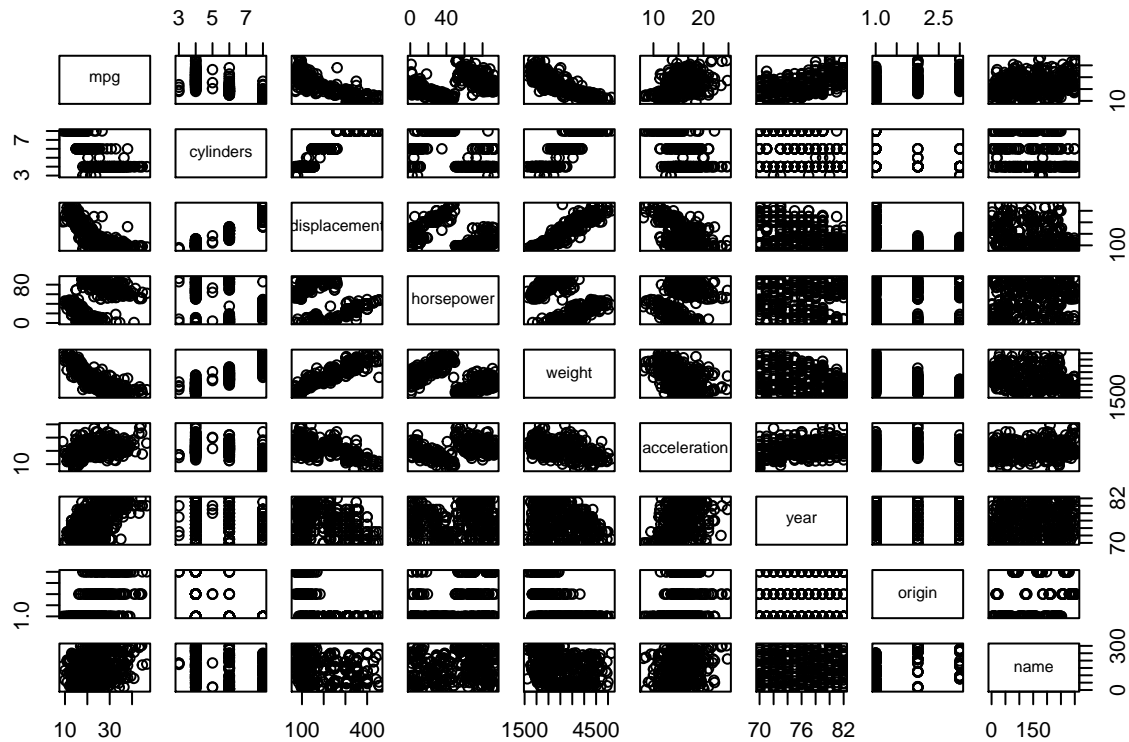 3 5 7 0 40 10 20 1.0 2.5
mpg 10
3 7 cylinders
displacement 100
0 80 horsepower
weight 1500
10 acceleration
year 70 82
1.0 origin
name 0 300
10 30 100 400 1500 4500 70 76 82 0 150